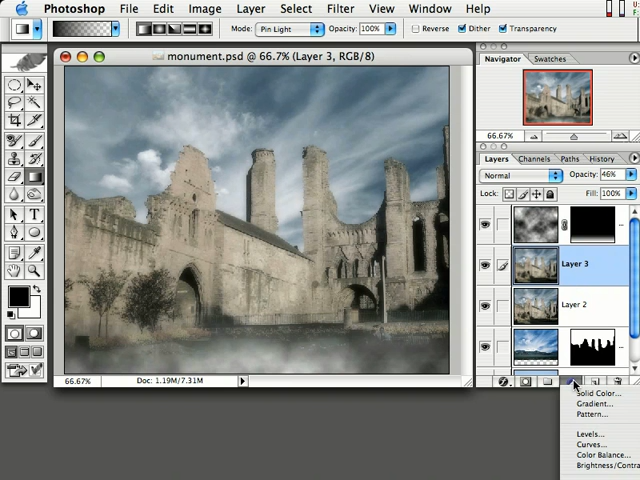 Photoshop File Edit Image Layer Select Filter View Window Help
Mode: Pin Light Opacity: 100% Reverse Dither Transparency
monument.psd @ 66.7% (Layer 3, RGB/8)
Navigator Swatches
66.67%
Layers Channels Paths History
Normal Opacity: 46%
Lock: Fill: 100%
Layer 3
Layer 2
66.67% Doc: 1.19M/7.31M
Solid Color...
Gradient...
Pattern...
Levels...
Curves...
Color Balance...
Brightness/Contra